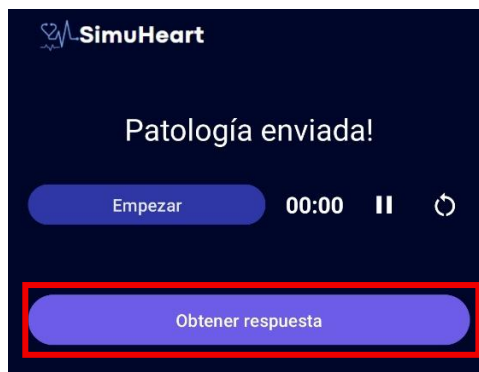 SimuHeart
Patología enviada!
Empezar 00:00
Obtener respuesta